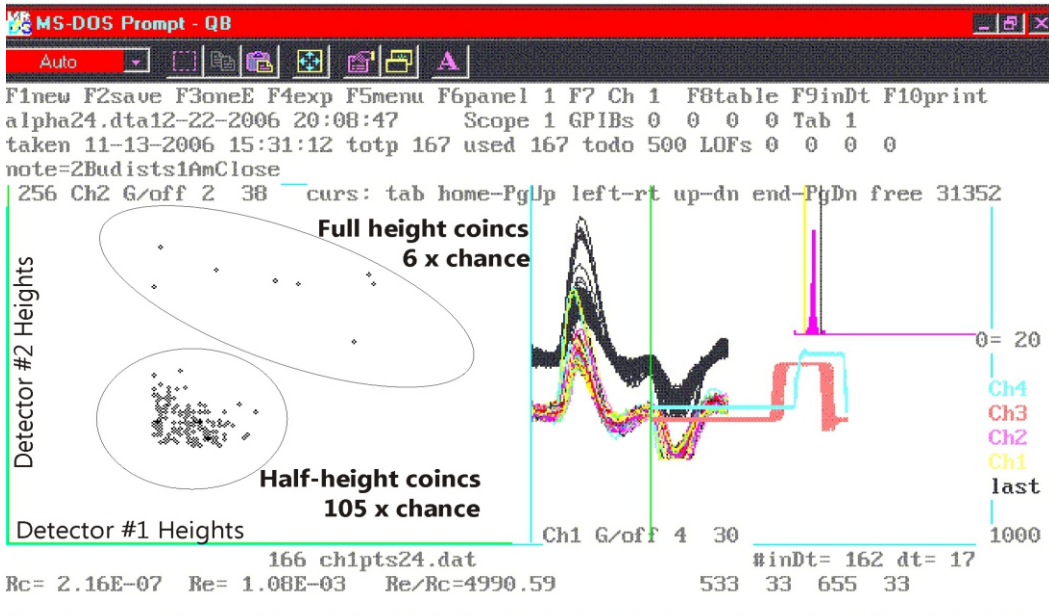 MS-DOS Prompt - QB
Auto
A
F1new F2save F3oneE F4exp F5menu F6panel 1 F7 Ch 1 F8table F9inDt F10print
alpha24.dta12-22-2006 20:08:47 Scope 1 GPIBs 0 0 0 0 Tab 1
taken 11-13-2006 15:31:12 totp 167 used 167 todo 500 LOFs 0 0 0 0
note=2Budists1AmClose
256 Ch2 G/off 2 38 curs: tab home-PgUp left-rt up-dn end-PgDn free 31352
Full height coincs
6 x chance
Detector #2 Heights
0= 20
Ch4
Ch3
Ch2
Ch1
last
Half-height coincs
105 x chance
Detector #1 Heights
Ch1 G/off 4 30
1000
166 ch1pts24.dat #inDt= 162 dt= 17
Rc= 2.16E-07 Re= 1.08E-03 Re/Rc=4990.59 533 33 655 33